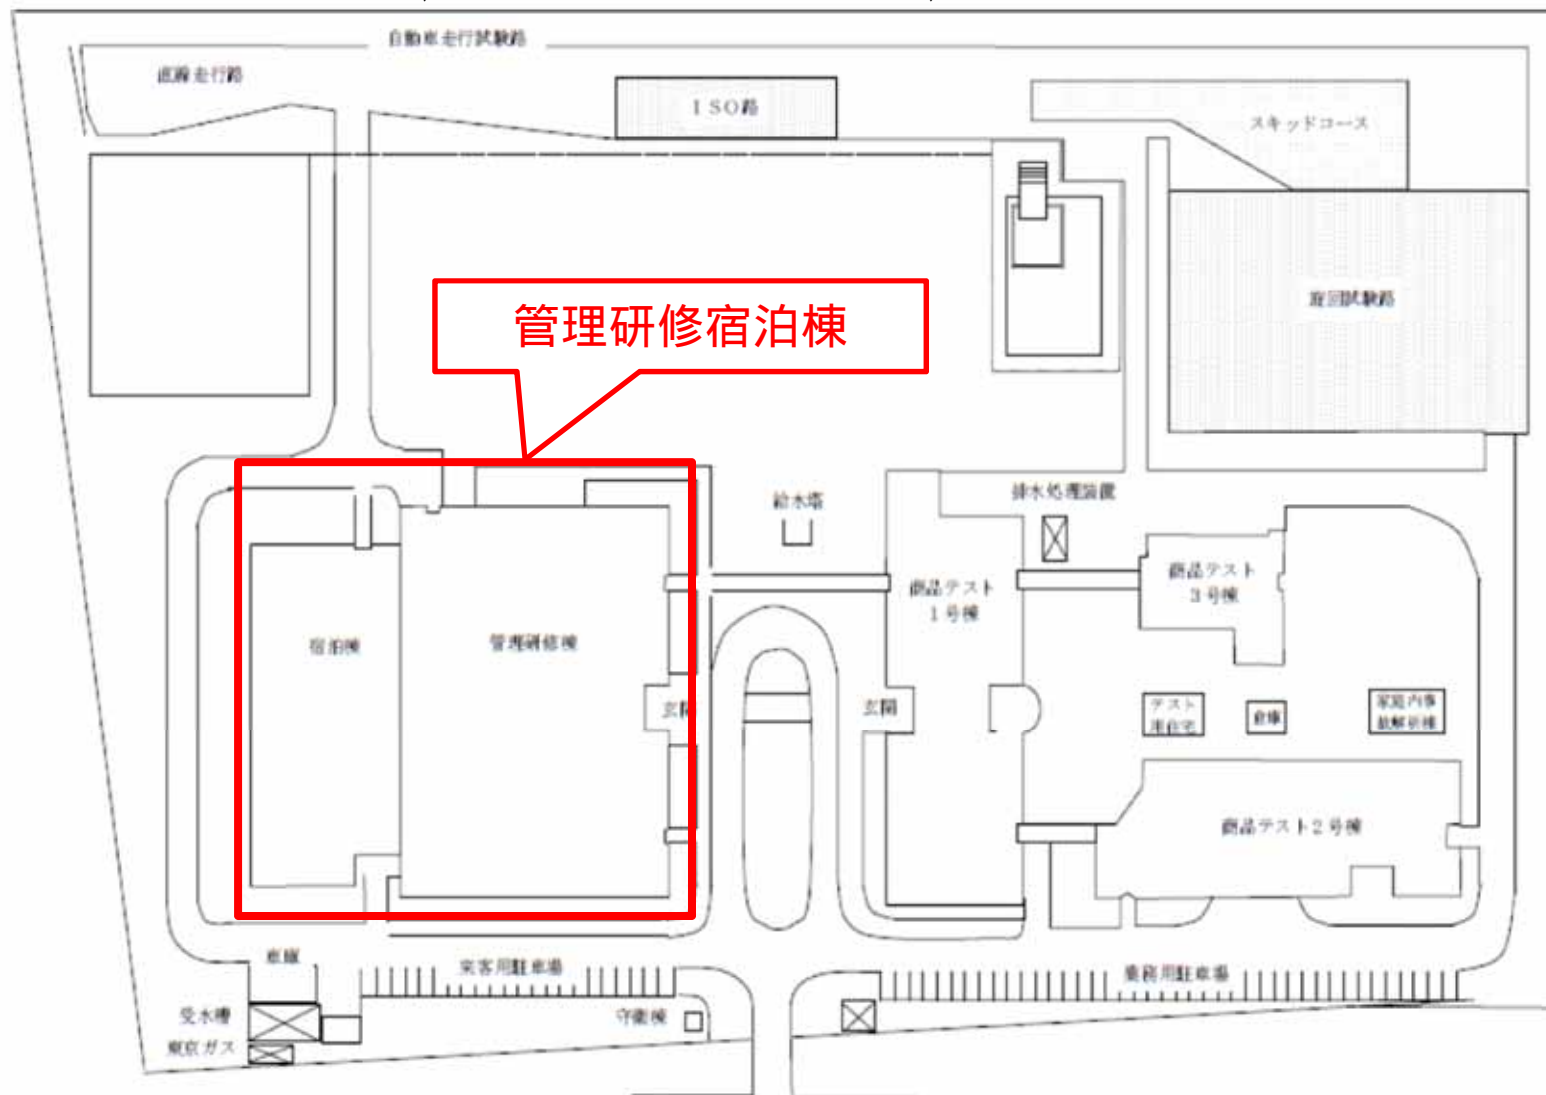 自動車走行試験路
直線走行路
ISO路
スキッドコース
旋回試験路
管理研修宿泊棟
給水塔
排水処理装置
商品テスト
1号棟
商品テスト
3号棟
宿泊棟
管理研修棟
玄関
玄関
テスト
用住宅
倉庫
家庭内事
故解析棟
商品テスト2号棟
車庫
来客用駐車場
業務用駐車場
受水槽
守衛棟
東京ガス